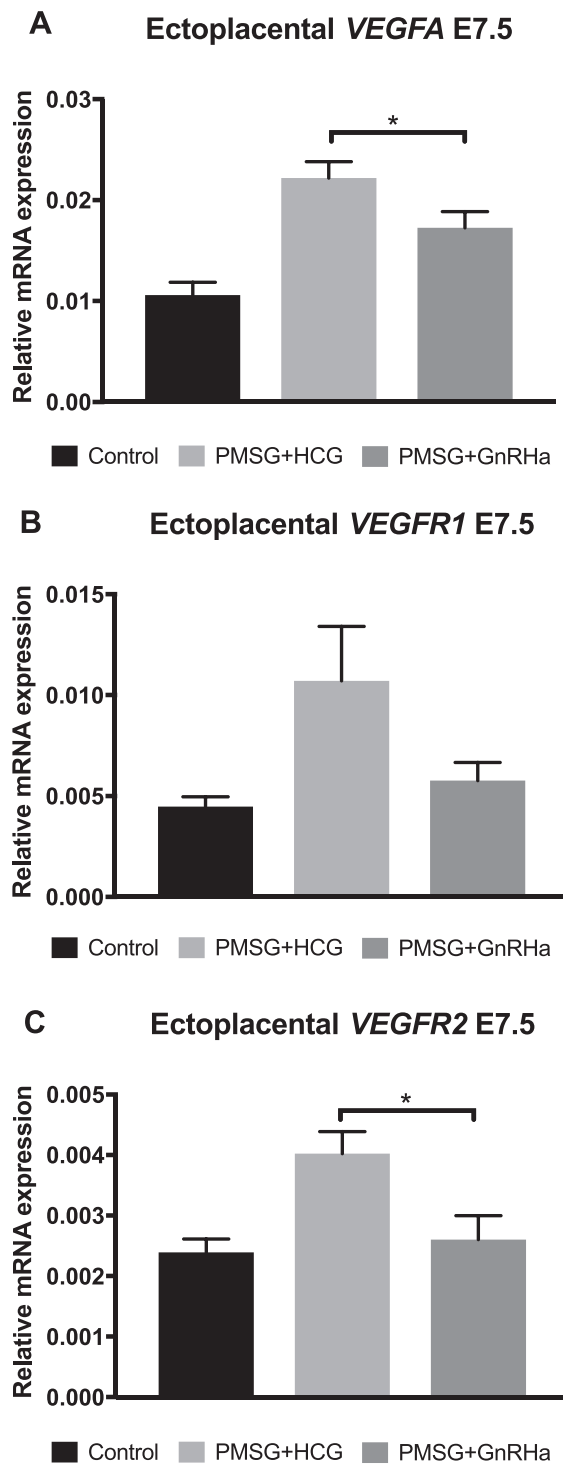 A
Ectoplacental VEGFA E7.5
Relative mRNA expression
0.03
*
0.02
0.01
0.00
Control PMSG+HCG PMSG+GnRHa
B
Ectoplacental VEGFR1 E7.5
Relative mRNA expression
0.015
0.010
0.005
0.000
Control PMSG+HCG PMSG+GnRHa
C
Ectoplacental VEGFR2 E7.5
Relative mRNA expression
0.005
*
0.004
0.003
0.002
0.001
0.000
Control PMSG+HCG PMSG+GnRHa